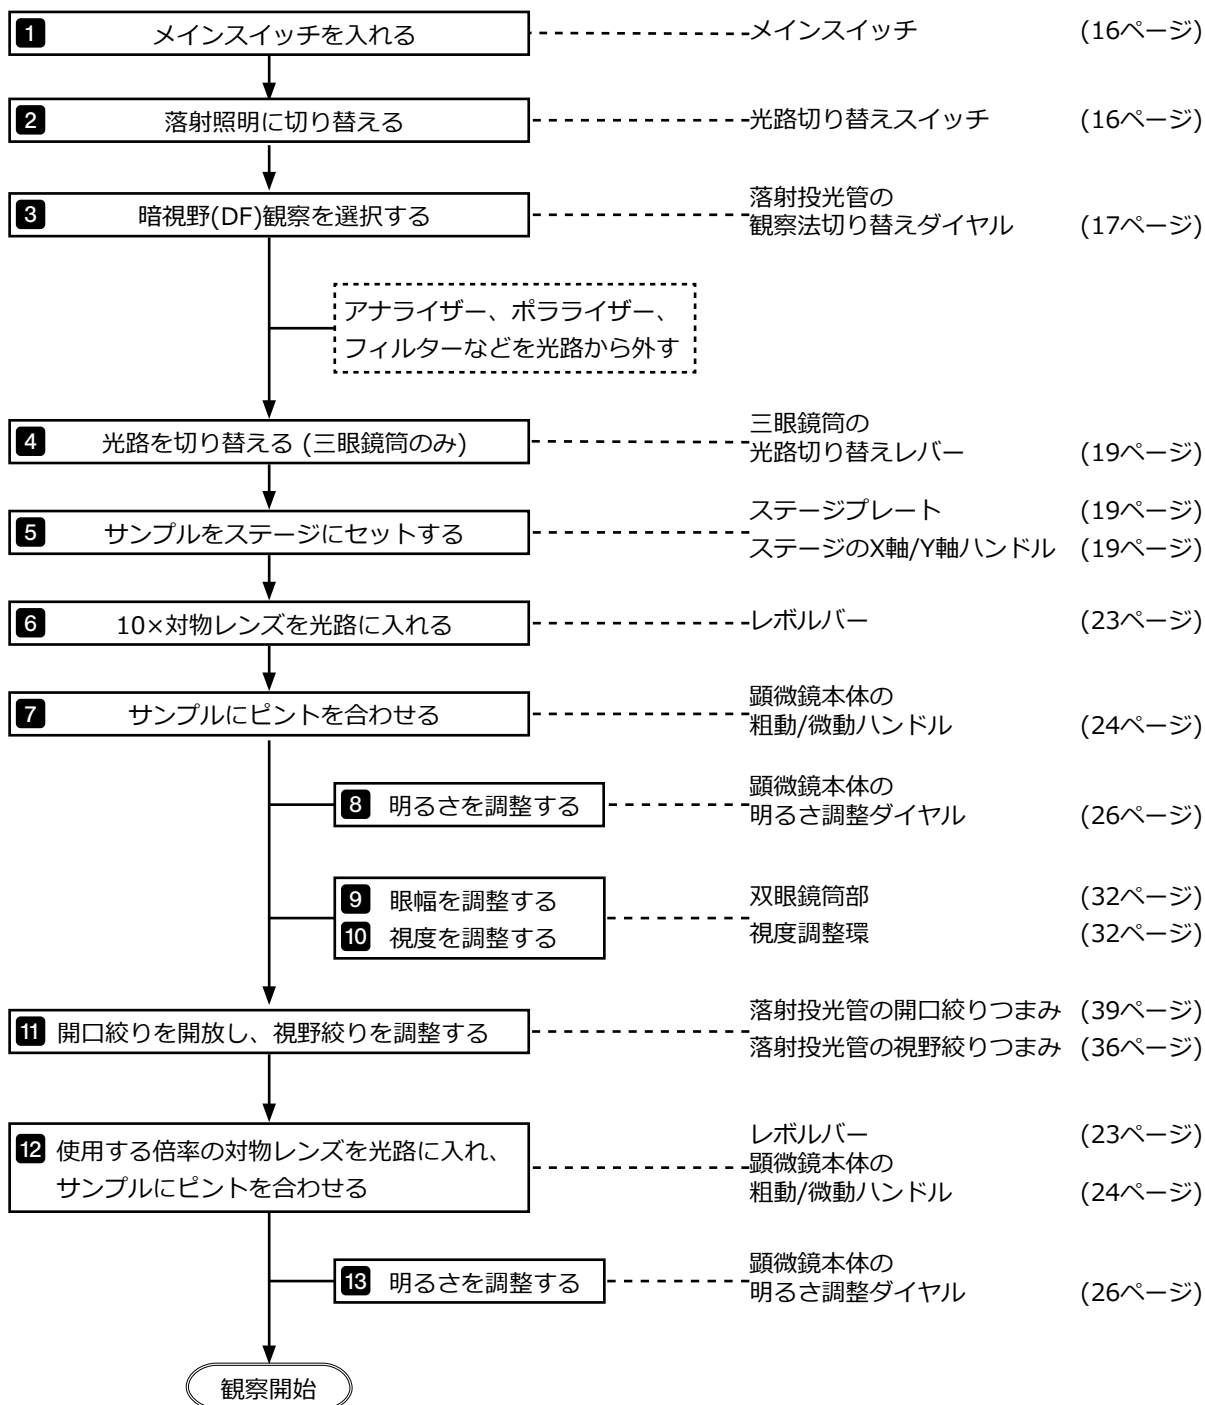 1 メインスイッチを入れる
メインスイッチ (16ページ)
2 落射照明に切り替える
光路切り替えスイッチ (16ページ)
3 暗視野(DF)観察を選択する
落射投光管の
観察法切り替えダイヤル (17ページ)
アナライザー、ポラライザー、
フィルターなどを光路から外す
4 光路を切り替える (三眼鏡筒のみ)
三眼鏡筒の
光路切り替えレバー (19ページ)
5 サンプルをステージにセットする
ステージプレート (19ページ)
ステージのX軸/Y軸ハンドル (19ページ)
6 10×対物レンズを光路に入れる
レボルバー (23ページ)
7 サンプルにピントを合わせる
顕微鏡本体の
粗動/微動ハンドル (24ページ)
8 明るさを調整する
顕微鏡本体の
明るさ調整ダイヤル (26ページ)
9 眼幅を調整する
10 視度を調整する
双眼鏡筒部 (32ページ)
視度調整環 (32ページ)
11 開口絞りを開放し、視野絞りを調整する
落射投光管の開口絞りつまみ (39ページ)
落射投光管の視野絞りつまみ (36ページ)
12 使用する倍率の対物レンズを光路に入れ、
サンプルにピントを合わせる
レボルバー (23ページ)
顕微鏡本体の
粗動/微動ハンドル (24ページ)
13 明るさを調整する
顕微鏡本体の
明るさ調整ダイヤル (26ページ)
観察開始